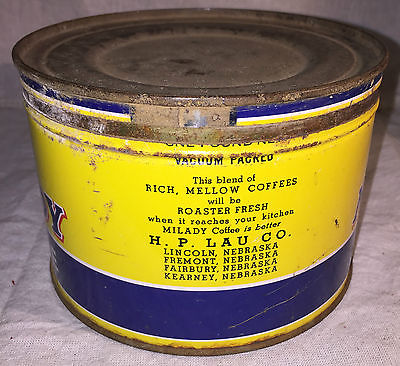 VACUUM PACKED
This blend of
RICH, MELLOW COFFEES
will be
ROASTER FRESH
when it reaches your kitchen
MILADY Coffee is better
H. P. LAU CO.
LINCOLN, NEBRASKA
FREMONT, NEBRASKA
FAIRBURY, NEBRASKA
KEARNEY, NEBRASKA
Y